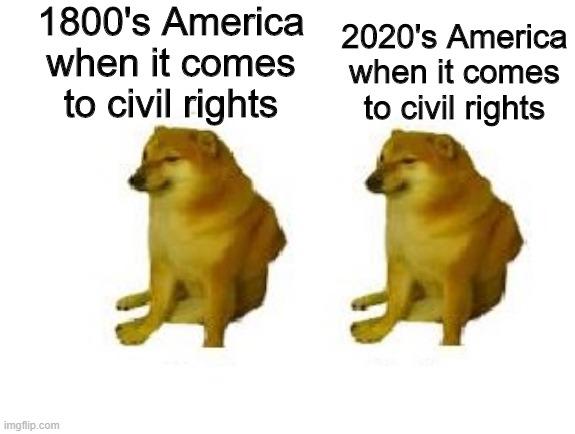 1800's America
when it comes
to civil rights
2020's America
when it comes
to civil rights
imgflip.com